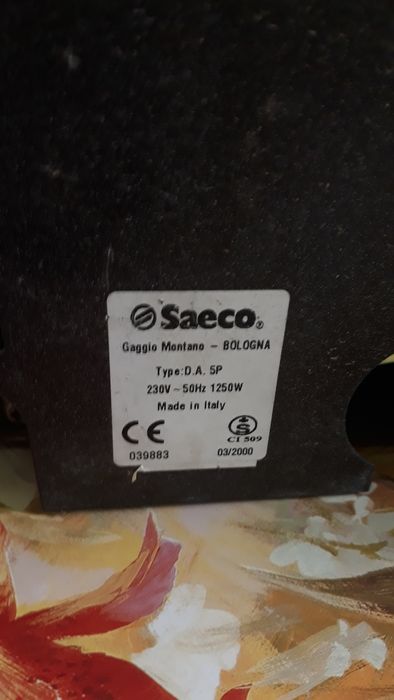 Saeco®
Gaggio Montano - BOLOGNA
Type:D.A. 5P
230V ~ 50Hz 1250W
Made in Italy
CE S
CI 509
039883 03/2000